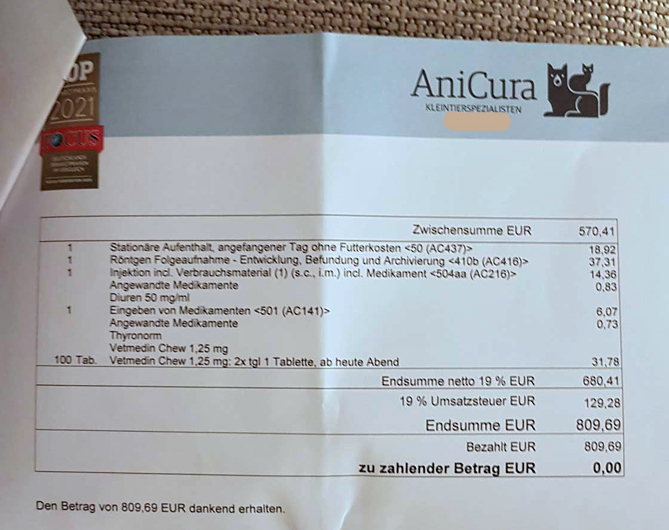 OP
2021
FOCUS
AniCura
KLEINTIERSPEZIALISTEN
Zwischensumme EUR 570,41
1 Stationäre Aufenthalt, angefangener Tag ohne Futterkosten <50 (AC437)> 18,92
1 Röntgen Folgeaufnahme - Entwicklung, Befundung und Archivierung <410b (AC416)> 37,31
1 Injektion incl. Verbrauchsmaterial (1) (s.c., i.m.) incl. Medikament <504aa (AC216)> 14,36
Angewandte Medikamente 0,83
Diuren 50 mg/ml
1 Eingeben von Medikamenten <501 (AC141)> 6,07
Angewandte Medikamente 0,73
Thyronorm
Vetmedin Chew 1,25 mg
100 Tab. Vetmedin Chew 1,25 mg: 2x tgl 1 Tablette, ab heute Abend 31,78
Endsumme netto 19 % EUR 680,41
19 % Umsatzsteuer EUR 129,28
Endsumme EUR 809,69
Bezahlt EUR 809,69
zu zahlender Betrag EUR 0,00
Den Betrag von 809,69 EUR dankend erhalten.